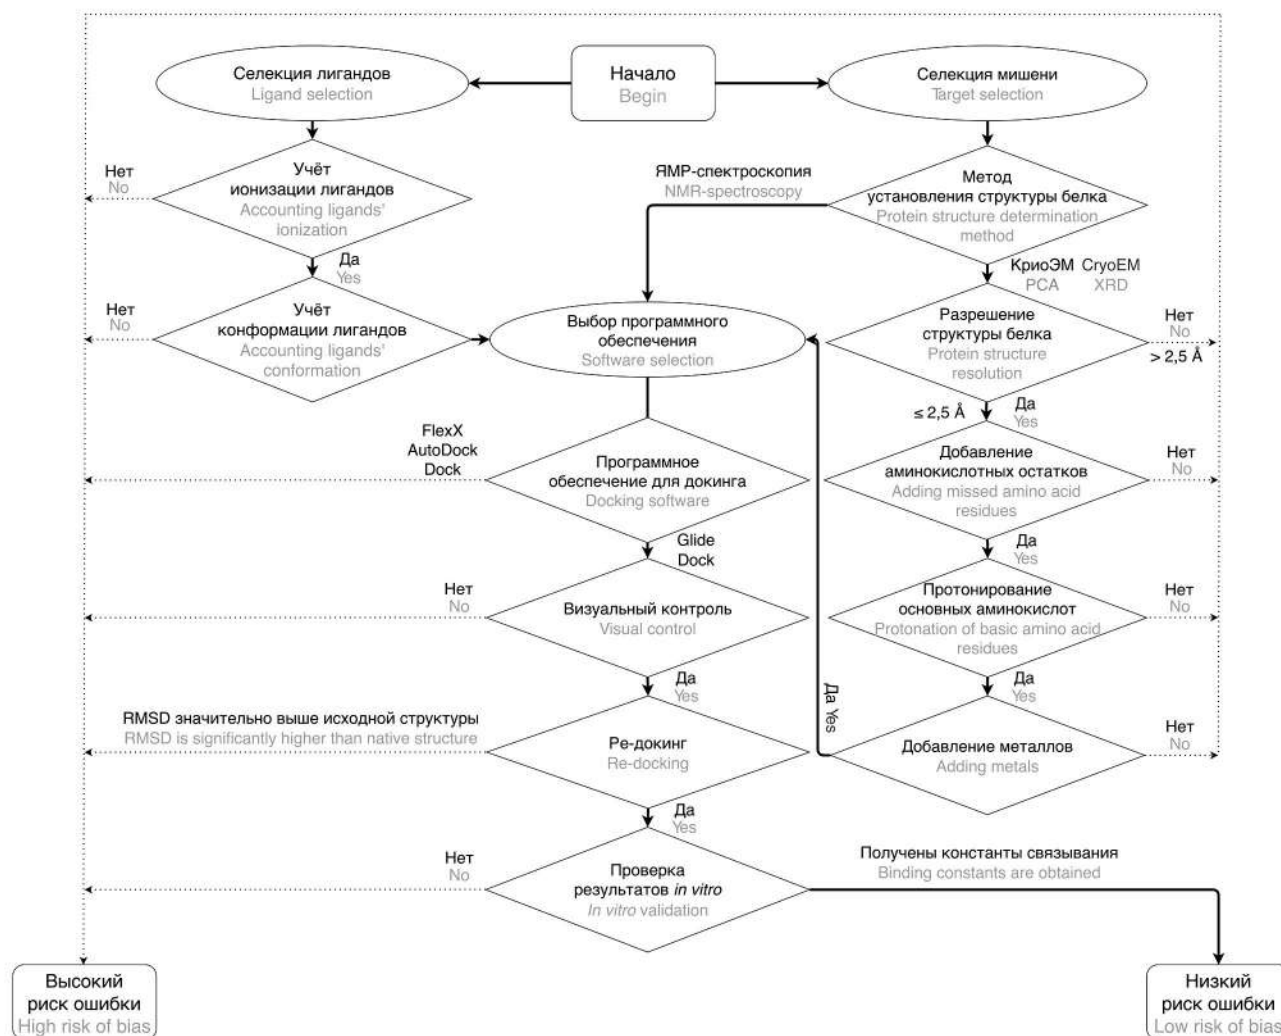 Начало
Begin
Селекция лигандов
Ligand selection
Селекция мишени
Target selection
Учёт
ионизации лигандов
Accounting ligands'
ionization
Нет
No
Да
Yes
Учёт
конформации лигандов
Accounting ligands'
conformation
Нет
No
ЯМР-спектроскопия
NMR-spectroscopy
Метод
установления структуры белка
Protein structure determination
method
КриоЭМ CryoEM
РСА XRD
Разрешение
структуры белка
Protein structure
resolution
Нет
No
> 2,5 Å
≤ 2,5 Å
Да
Yes
Выбор программного
обеспечения
Software selection
FlexX
AutoDock
Dock
Программное
обеспечение для докинга
Docking software
Glide
Dock
Добавление
аминокислотных остатков
Adding missed amino acid
residues
Нет
No
Да
Yes
Нет
No
Визуальный контроль
Visual control
Да
Yes
Протонирование
основных аминокислот
Protonation of basic amino acid
residues
Нет
No
Да
Yes
RMSD значительно выше исходной структуры
RMSD is significantly higher than native structure
Ре-докинг
Re-docking
Да
Yes
Да Yes
Добавление металлов
Adding metals
Нет
No
Нет
No
Проверка
результатов in vitro
In vitro validation
Получены константы связывания
Binding constants are obtained
Высокий
риск ошибки
High risk of bias
Низкий
риск ошибки
Low risk of bias